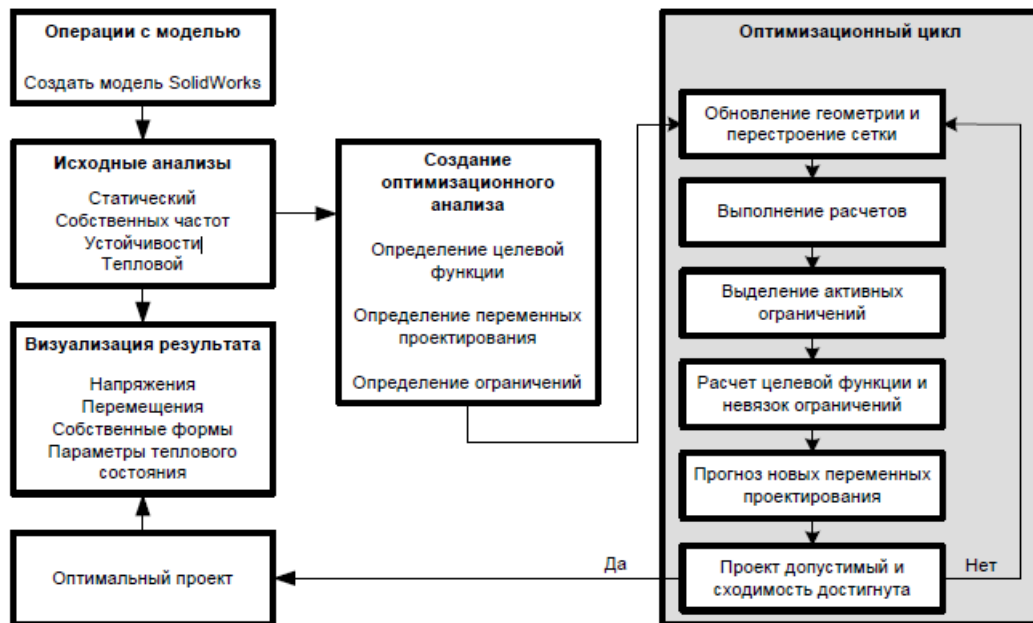 Операции с моделью
Создать модель SolidWorks
Исходные анализы
Статический
Собственных частот
Устойчивости
Тепловой
Визуализация результата
Напряжения
Перемещения
Собственные формы
Параметры теплового
состояния
Оптимальный проект
Создание
оптимизационного
анализа
Определение целевой
функции
Определение переменных
проектирования
Определение ограничений
Оптимизационный цикл
Обновление геометрии и
перестроение сетки
Выполнение расчетов
Выделение активных
ограничений
Расчет целевой функции и
невязок ограничений
Прогноз новых переменных
проектирования
Проект допустимый и
сходимость достигнута
Да
Нет